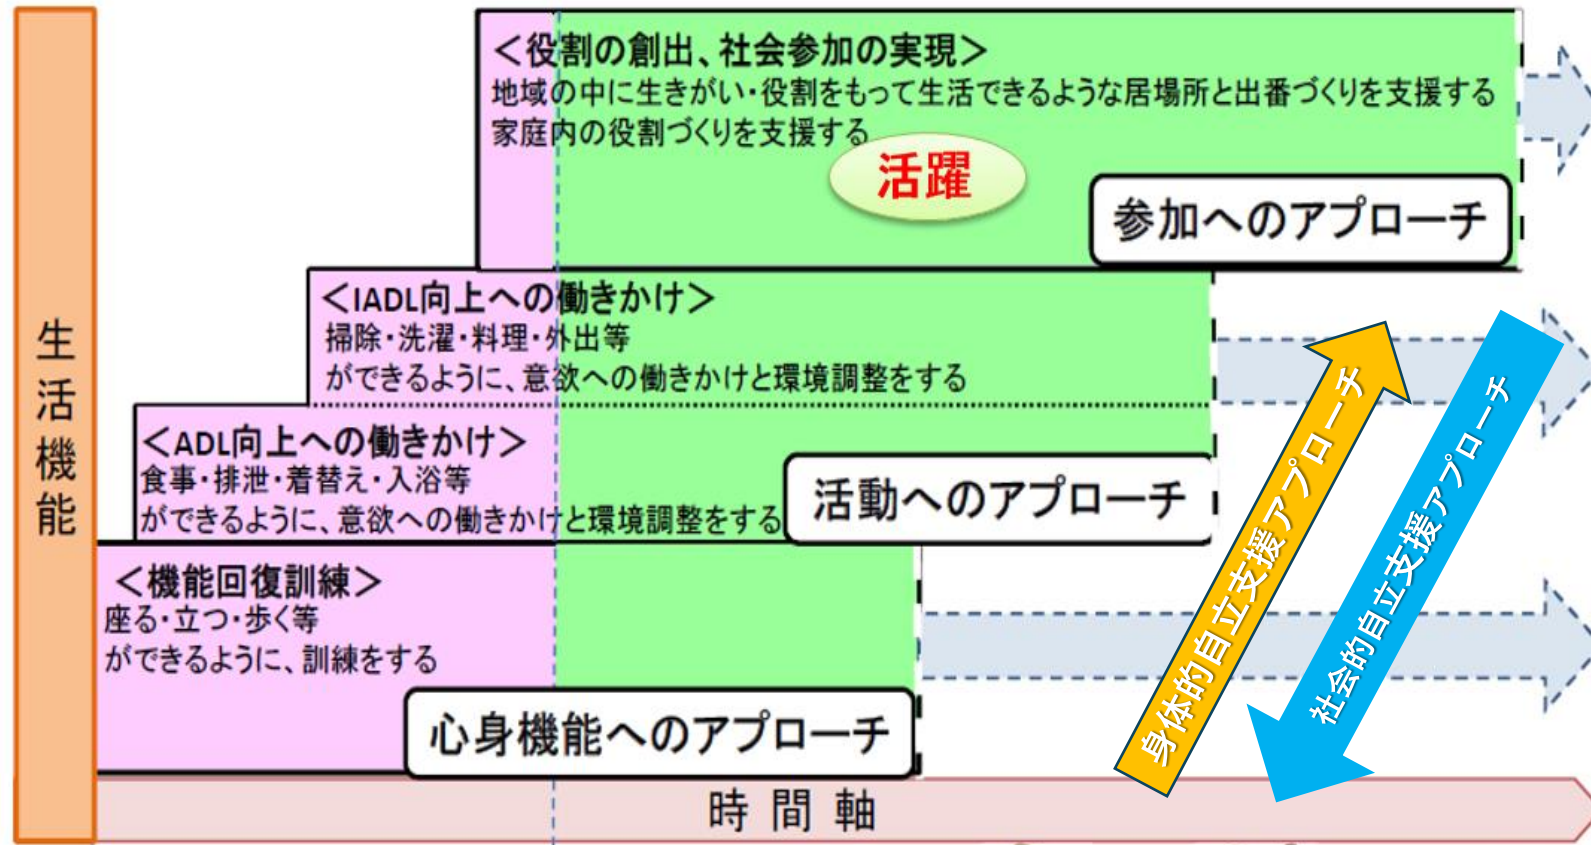 生活機能
＜役割の創出、社会参加の実現＞
地域の中に生きがい・役割をもって生活できるような居場所と出番づくりを支援する
家庭内の役割づくりを支援する
活躍
参加へのアプローチ
＜IADL向上への働きかけ＞
掃除・洗濯・料理・外出等
ができるように、意欲への働きかけと環境調整をする
＜ADL向上への働きかけ＞
食事・排泄・着替え・入浴等
ができるように、意欲への働きかけと環境調整をする
活動へのアプローチ
＜機能回復訓練＞
座る・立つ・歩く等
ができるように、訓練をする
心身機能へのアプローチ
身体的自立支援アプローチ
社会的自立支援アプローチ
時間軸